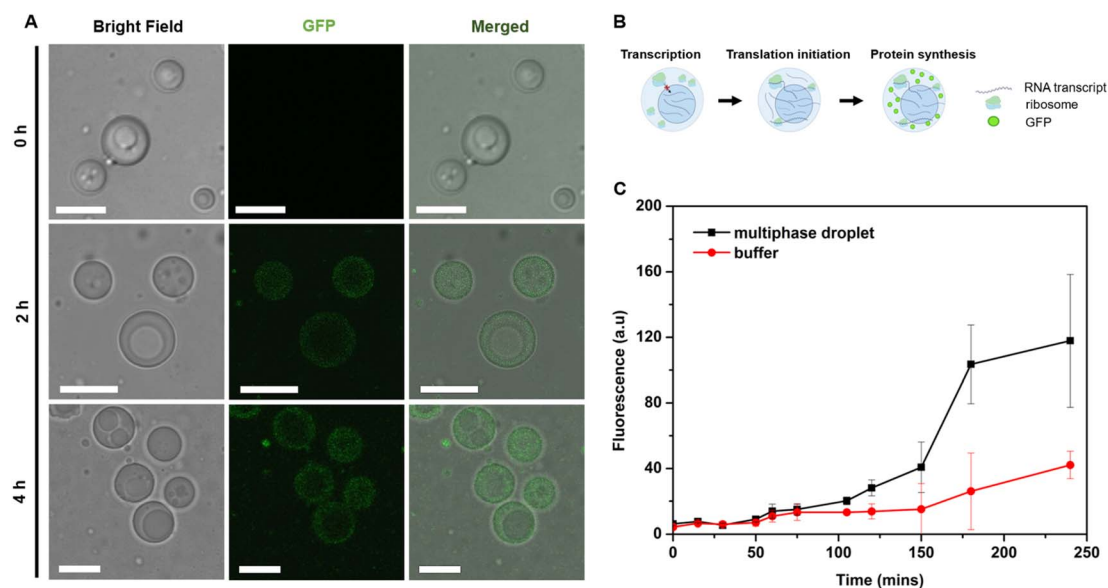 A
Bright Field
GFP
Merged
0 h
2 h
4 h
B
Transcription
Translation initiation
Protein synthesis
RNA transcript
ribosome
GFP
C
200
160
120
80
40
0
Fluorescence (a.u)
multiphase droplet
buffer
0
50
100
150
200
250
Time (mins)